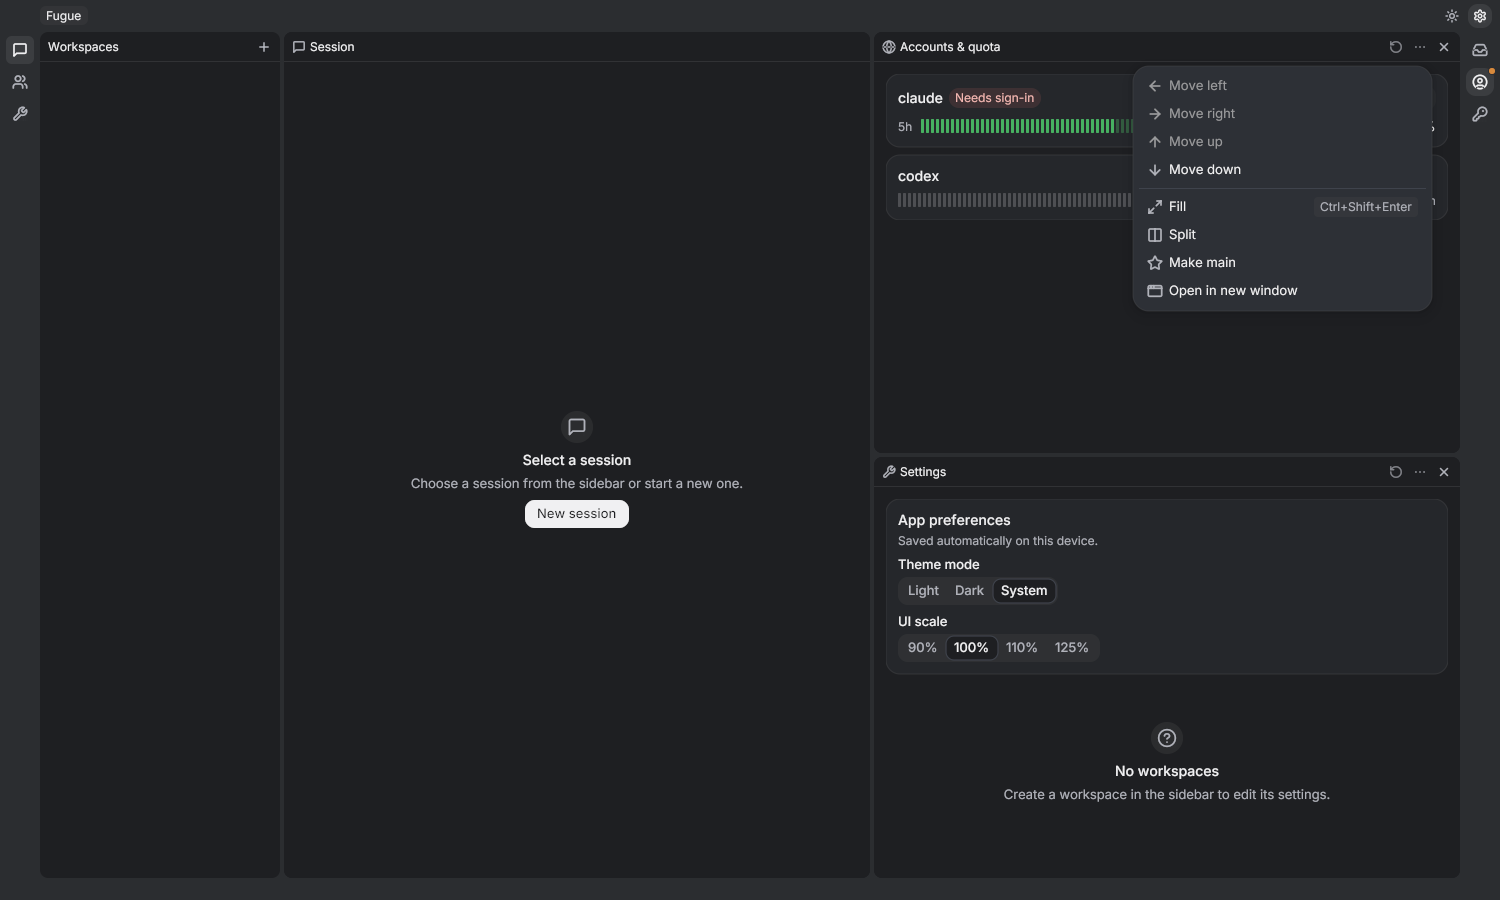 Fugue
Workspaces
Session
Select a session
Choose a session from the sidebar or start a new one.
New session
Accounts & quota
claude Needs sign-in
5h
codex
Move left
Move right
Move up
Move down
Fill Ctrl+Shift+Enter
Split
Make main
Open in new window
Settings
App preferences
Saved automatically on this device.
Theme mode
Light Dark System
UI scale
90% 100% 110% 125%
No workspaces
Create a workspace in the sidebar to edit its settings.